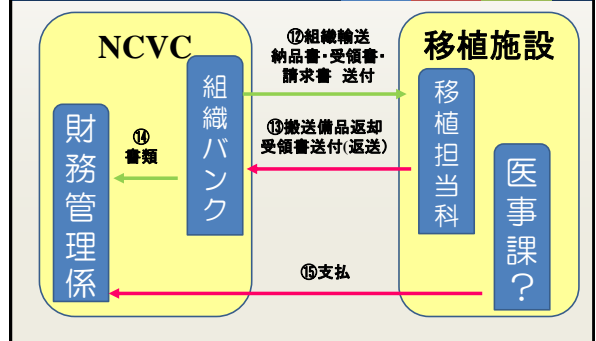 NCVC
移植施設
⑫組織輸送
納品書・受領書・
請求書 送付
組織バンク
移植担当科
⑬搬送備品返却
受領書送付(返送)
財務管理係
⑭
書類
医事課？
⑮支払